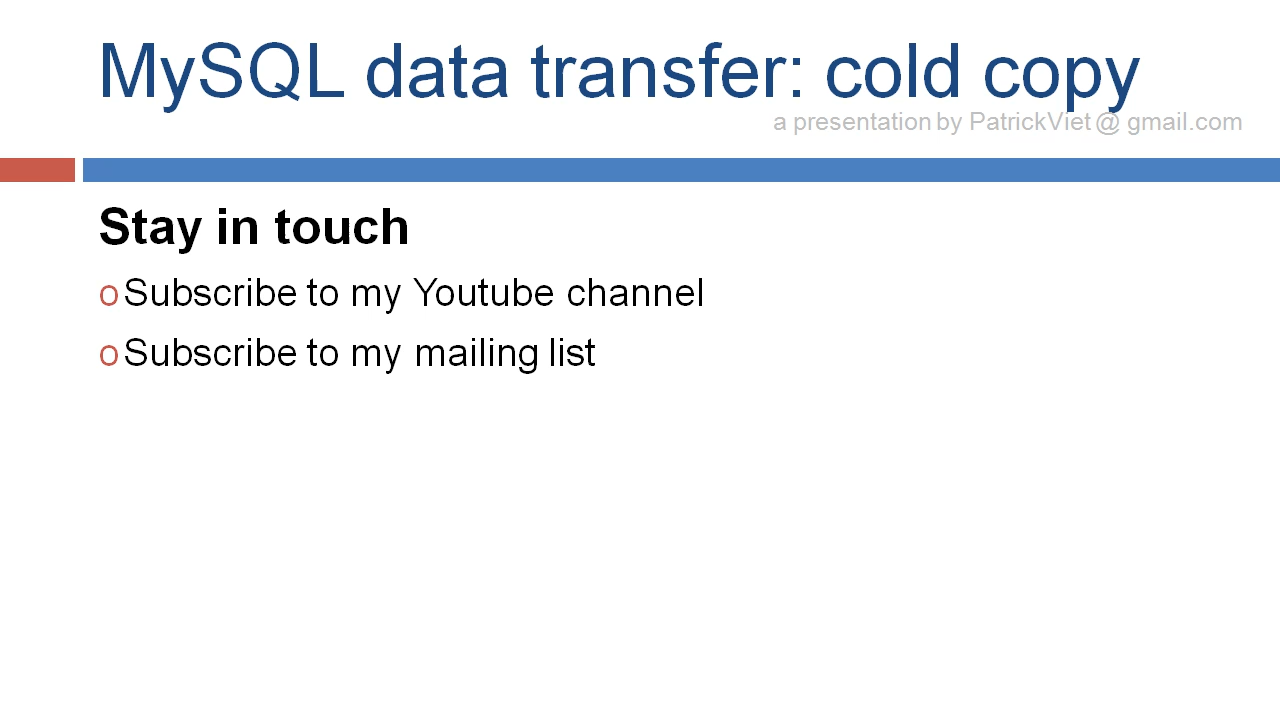 MySQL data transfer: cold copy
a presentation by PatrickViet @ gmail.com
Stay in touch
o Subscribe to my Youtube channel
o Subscribe to my mailing list